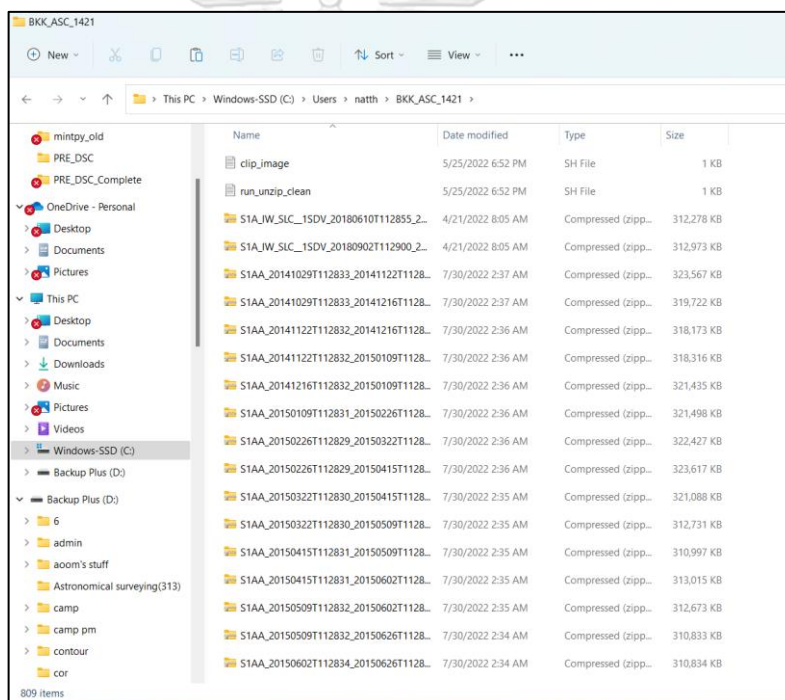 BKK_ASC_1421
New Sort View ...
This PC > Windows-SSD (C:) > Users > natth > BKK_ASC_1421 >
mintpy_old
PRE_DSC
PRE_DSC_Complete
OneDrive - Personal
Desktop
Documents
Pictures
This PC
Desktop
Documents
Downloads
Music
Pictures
Videos
Windows-SSD (C:)
Backup Plus (D:)
Backup Plus (D:)
6
admin
aoom's stuff
Astronomical surveying(313)
camp
camp pm
contour
cor
Name Date modified Type Size
clip_image 5/25/2022 6:52 PM SH File 1 KB
run_unzip_clean 5/25/2022 6:52 PM SH File 1 KB
S1A_IW_SLC__1SDV_20180610T112855_2... 4/21/2022 8:05 AM Compressed (zipp... 312,278 KB
S1A_IW_SLC__1SDV_20180902T112900_2... 4/21/2022 8:05 AM Compressed (zipp... 312,973 KB
S1AA_20141029T112833_20141122T1128... 7/30/2022 2:37 AM Compressed (zipp... 323,567 KB
S1AA_20141029T112833_20141216T1128... 7/30/2022 2:37 AM Compressed (zipp... 319,722 KB
S1AA_20141122T112832_20141216T1128... 7/30/2022 2:36 AM Compressed (zipp... 318,173 KB
S1AA_20141122T112832_20150109T1128... 7/30/2022 2:36 AM Compressed (zipp... 318,316 KB
S1AA_20141216T112832_20150109T1128... 7/30/2022 2:36 AM Compressed (zipp... 321,435 KB
S1AA_20150109T112831_20150226T1128... 7/30/2022 2:36 AM Compressed (zipp... 321,498 KB
S1AA_20150226T112829_20150322T1128... 7/30/2022 2:36 AM Compressed (zipp... 322,427 KB
S1AA_20150226T112829_20150415T1128... 7/30/2022 2:36 AM Compressed (zipp... 323,617 KB
S1AA_20150322T112830_20150415T1128... 7/30/2022 2:35 AM Compressed (zipp... 321,088 KB
S1AA_20150322T112830_20150509T1128... 7/30/2022 2:35 AM Compressed (zipp... 312,731 KB
S1AA_20150415T112831_20150509T1128... 7/30/2022 2:35 AM Compressed (zipp... 310,997 KB
S1AA_20150415T112831_20150602T1128... 7/30/2022 2:35 AM Compressed (zipp... 313,015 KB
S1AA_20150509T112832_20150602T1128... 7/30/2022 2:35 AM Compressed (zipp... 312,673 KB
S1AA_20150509T112832_20150626T1128... 7/30/2022 2:34 AM Compressed (zipp... 310,833 KB
S1AA_20150602T112834_20150626T1128... 7/30/2022 2:34 AM Compressed (zipp... 310,834 KB
809 items